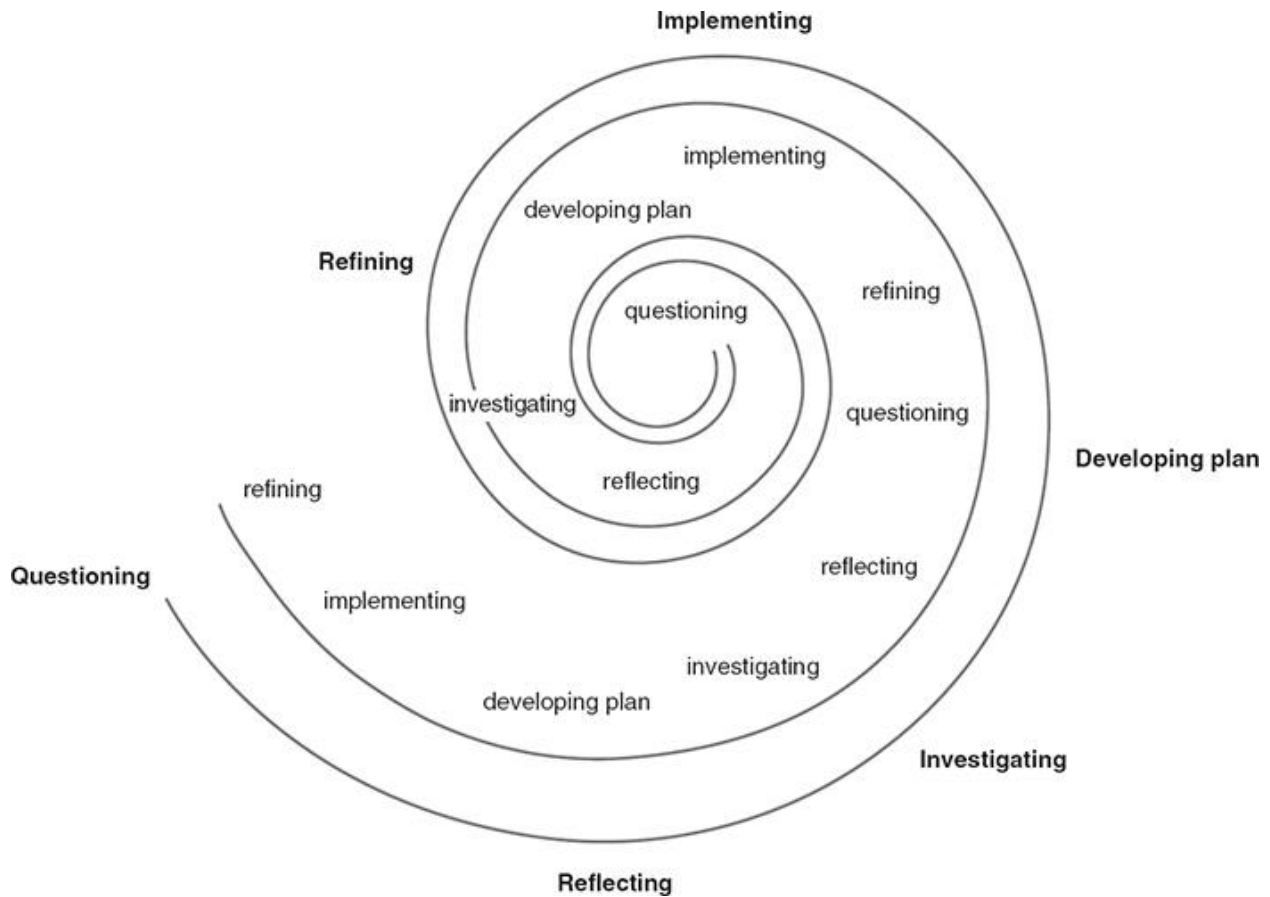 Implementing
implementing
developing plan
Refining
refining
questioning
investigating
questioning
Developing plan
reflecting
refining
reflecting
Questioning
implementing
investigating
developing plan
Investigating
Reflecting